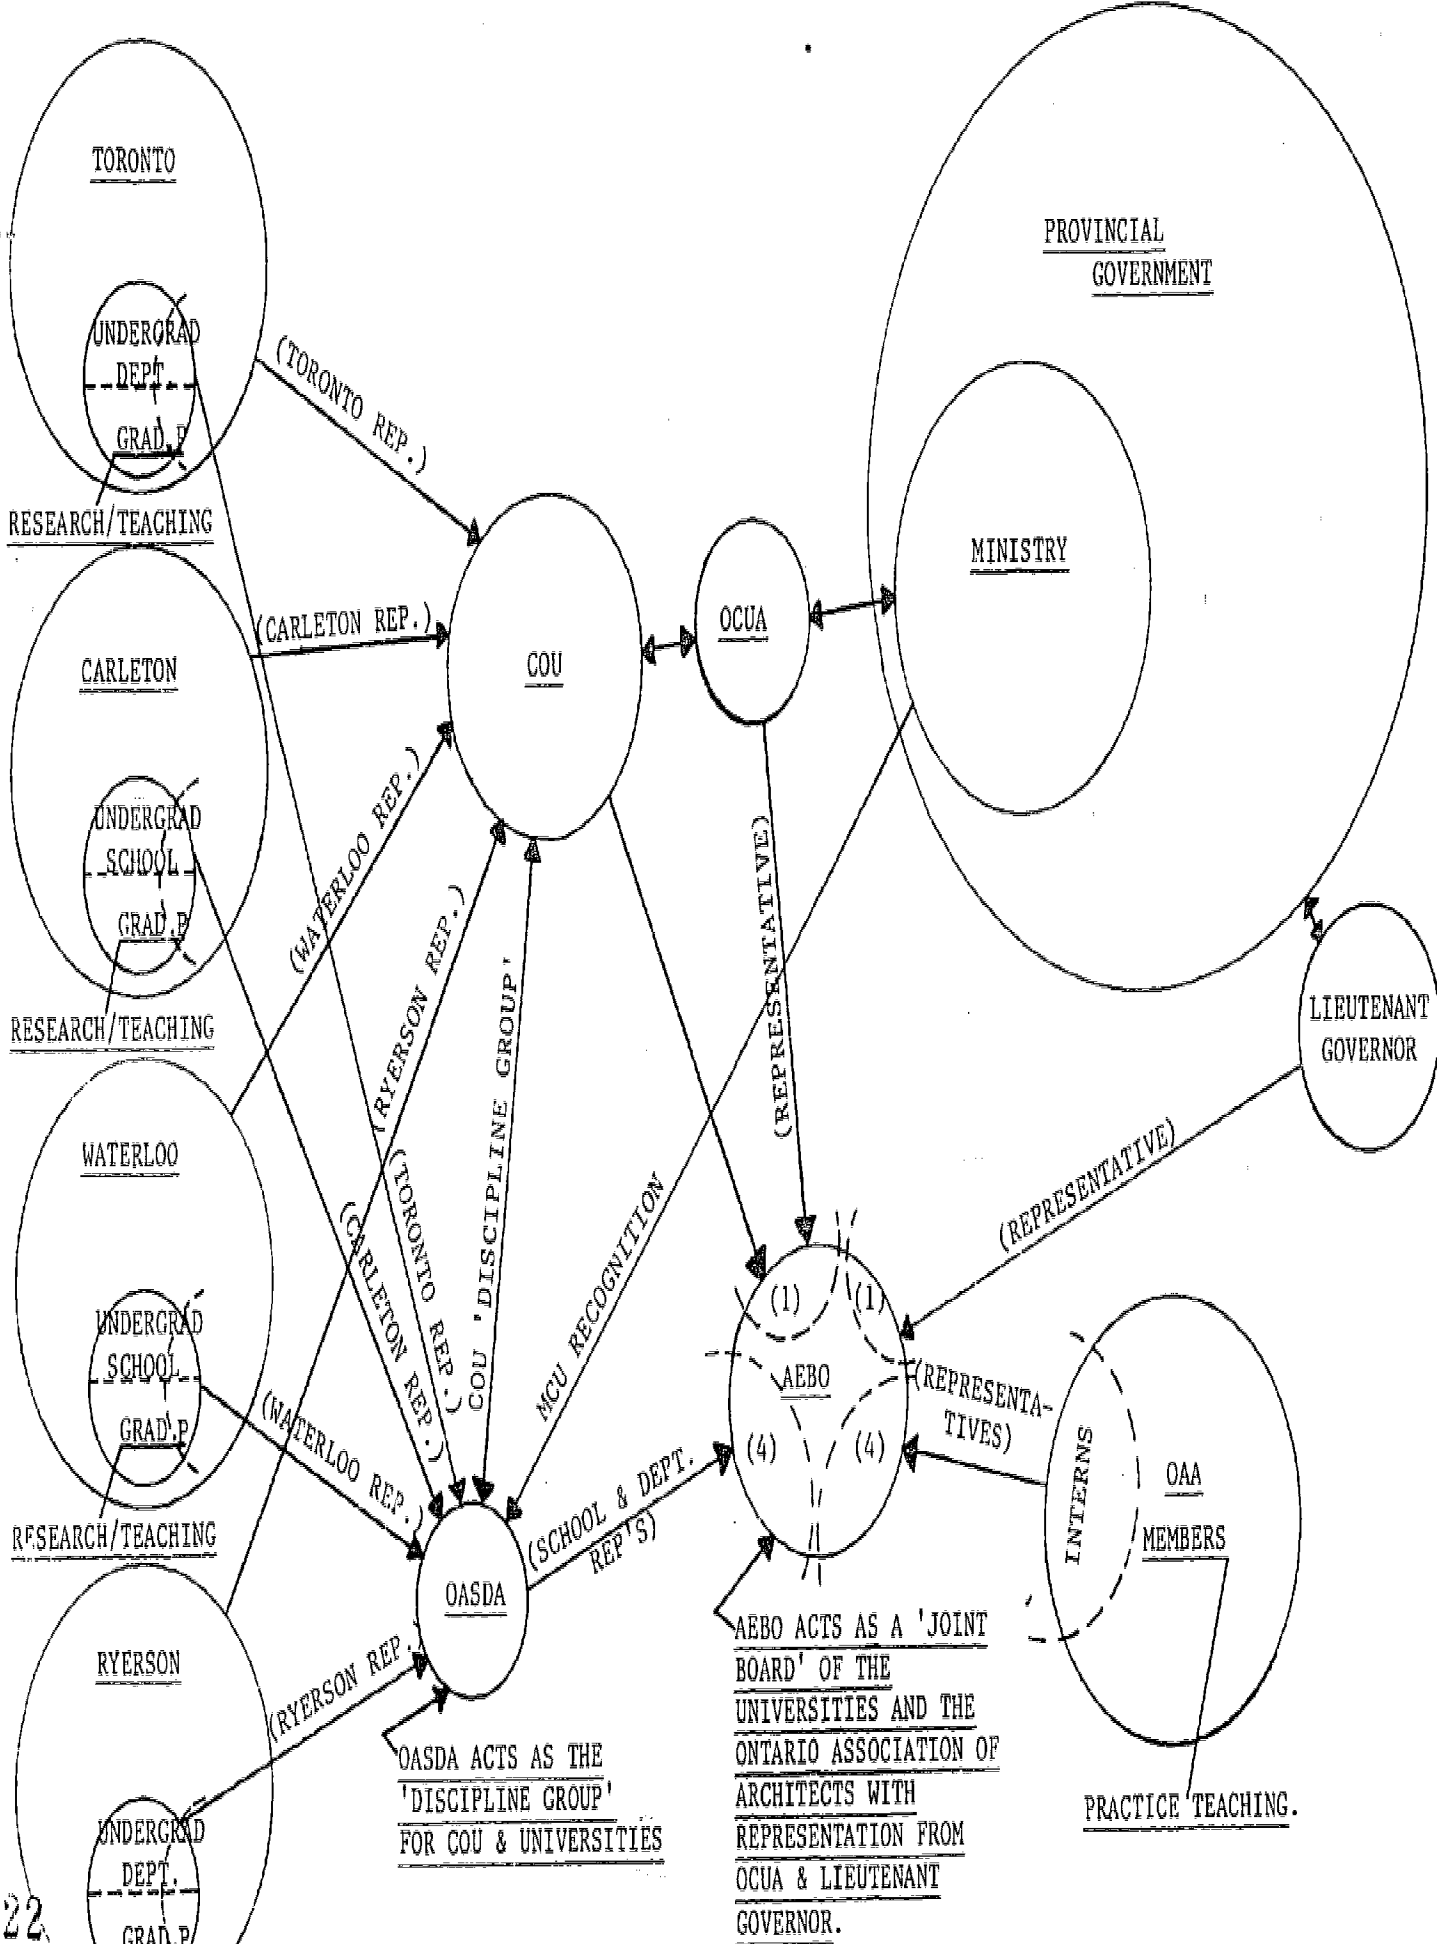 TORONTO
UNDERGRAD
DEPT.
GRAD.P
RESEARCH/TEACHING
(TORONTO REP.)
PROVINCIAL
GOVERNMENT
MINISTRY
OCUA
COU
(CARLETON REP.)
CARLETON
UNDERGRAD
SCHOOL
GRAD.P
RESEARCH/TEACHING
(WATERLOO REP.)
(RYERSON REP.)
COU 'DISCIPLINE GROUP'
(REPRESENTATIVE)
LIEUTENANT
GOVERNOR
(REPRESENTATIVE)
WATERLOO
UNDERGRAD
SCHOOL
GRAD.P
RESEARCH/TEACHING
(WATERLOO REP.)
(CARLETON REP.)
(TORONTO REP.)
MCU RECOGNITION
(1)
(1)
AEBO
(4)
(4)
(REPRESENTA-
TIVES)
INTERNS
OAA
MEMBERS
PRACTICE TEACHING.
(SCHOOL & DEPT.
REP'S)
OASDA
RYERSON
(RYERSON REP.
UNDERGRAD
DEPT.
GRAD.P
OASDA ACTS AS THE
'DISCIPLINE GROUP'
FOR COU & UNIVERSITIES
AEBO ACTS AS A 'JOINT
BOARD' OF THE
UNIVERSITIES AND THE
ONTARIO ASSOCIATION OF
ARCHITECTS WITH
REPRESENTATION FROM
OCUA & LIEUTENANT
GOVERNOR.
22